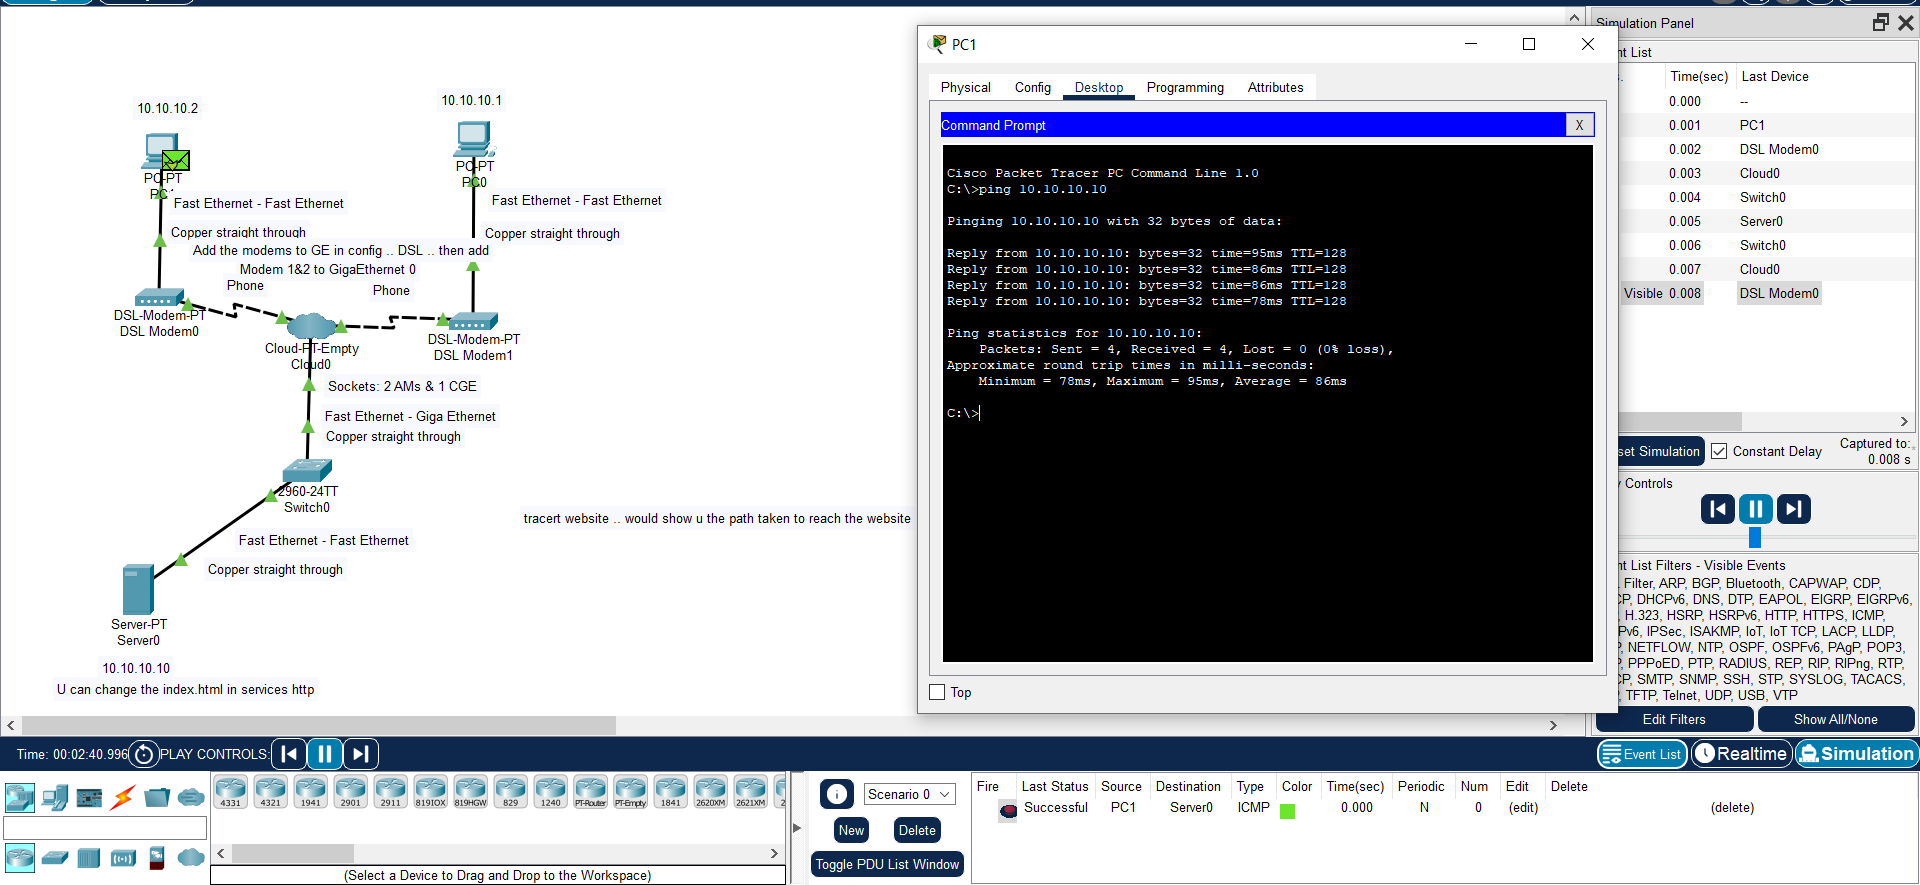 10.10.10.2
10.10.10.1
PC-PT
PC-PT
PC0
Fast Ethernet - Fast Ethernet
Fast Ethernet - Fast Ethernet
Copper straight through
Copper straight through
Add the modems to GE in config .. DSL .. then add
Modem 1&2 to GigaEthernet 0
Phone
Phone
DSL-Modem-PT
DSL Modem0
DSL-Modem-PT
DSL Modem1
Cloud-PT-Empty
Cloud0
Sockets: 2 AMs & 1 CGE
Fast Ethernet - Giga Ethernet
Copper straight through
2960-24TT
Switch0
tracert website .. would show u the path taken to reach the website
Fast Ethernet - Fast Ethernet
Copper straight through
Server-PT
Server0
10.10.10.10
U can change the index.html in services http
PC1
Physical Config Desktop Programming Attributes
Command Prompt X
Cisco Packet Tracer PC Command Line 1.0
C:\>ping 10.10.10.10
Pinging 10.10.10.10 with 32 bytes of data:
Reply from 10.10.10.10: bytes=32 time=95ms TTL=128
Reply from 10.10.10.10: bytes=32 time=86ms TTL=128
Reply from 10.10.10.10: bytes=32 time=86ms TTL=128
Reply from 10.10.10.10: bytes=32 time=78ms TTL=128
Ping statistics for 10.10.10.10:
Packets: Sent = 4, Received = 4, Lost = 0 (0% loss),
Approximate round trip times in milli-seconds:
Minimum = 78ms, Maximum = 95ms, Average = 86ms
C:\>
Top
Simulation Panel
nt List
Time(sec) Last Device
0.000 --
0.001 PC1
0.002 DSL Modem0
0.003 Cloud0
0.004 Switch0
0.005 Server0
0.006 Switch0
0.007 Cloud0
Visible 0.008 DSL Modem0
set Simulation Constant Delay Captured to:
0.008 s
Controls
nt List Filters - Visible Events
Filter, ARP, BGP, Bluetooth, CAPWAP, CDP,
CP, DHCPv6, DNS, DTP, EAPOL, EIGRP, EIGRPv6,
, H.323, HSRP, HSRPv6, HTTP, HTTPS, ICMP,
Pv6, IPSec, ISAKMP, IoT, IoT TCP, LACP, LLDP,
, NETFLOW, NTP, OSPF, OSPFv6, PAgP, POP3,
, PPPoED, PTP, RADIUS, REP, RIP, RIPng, RTP,
CP, SMTP, SNMP, SSH, STP, SYSLOG, TACACS,
, TFTP, Telnet, UDP, USB, VTP
Edit Filters Show All/None
Time: 00:02:40.996 PLAY CONTROLS:
Event List Realtime Simulation
4331 4321 1941 2901 2911 819IOX 819HGW 829 1240 PT-Router PT-Empty 1841 2620XM 2621XM 2
(Select a Device to Drag and Drop to the Workspace)
Scenario 0
New Delete
Toggle PDU List Window
Fire Last Status Source Destination Type Color Time(sec) Periodic Num Edit Delete
Successful PC1 Server0 ICMP 0.000 N 0 (edit) (delete)